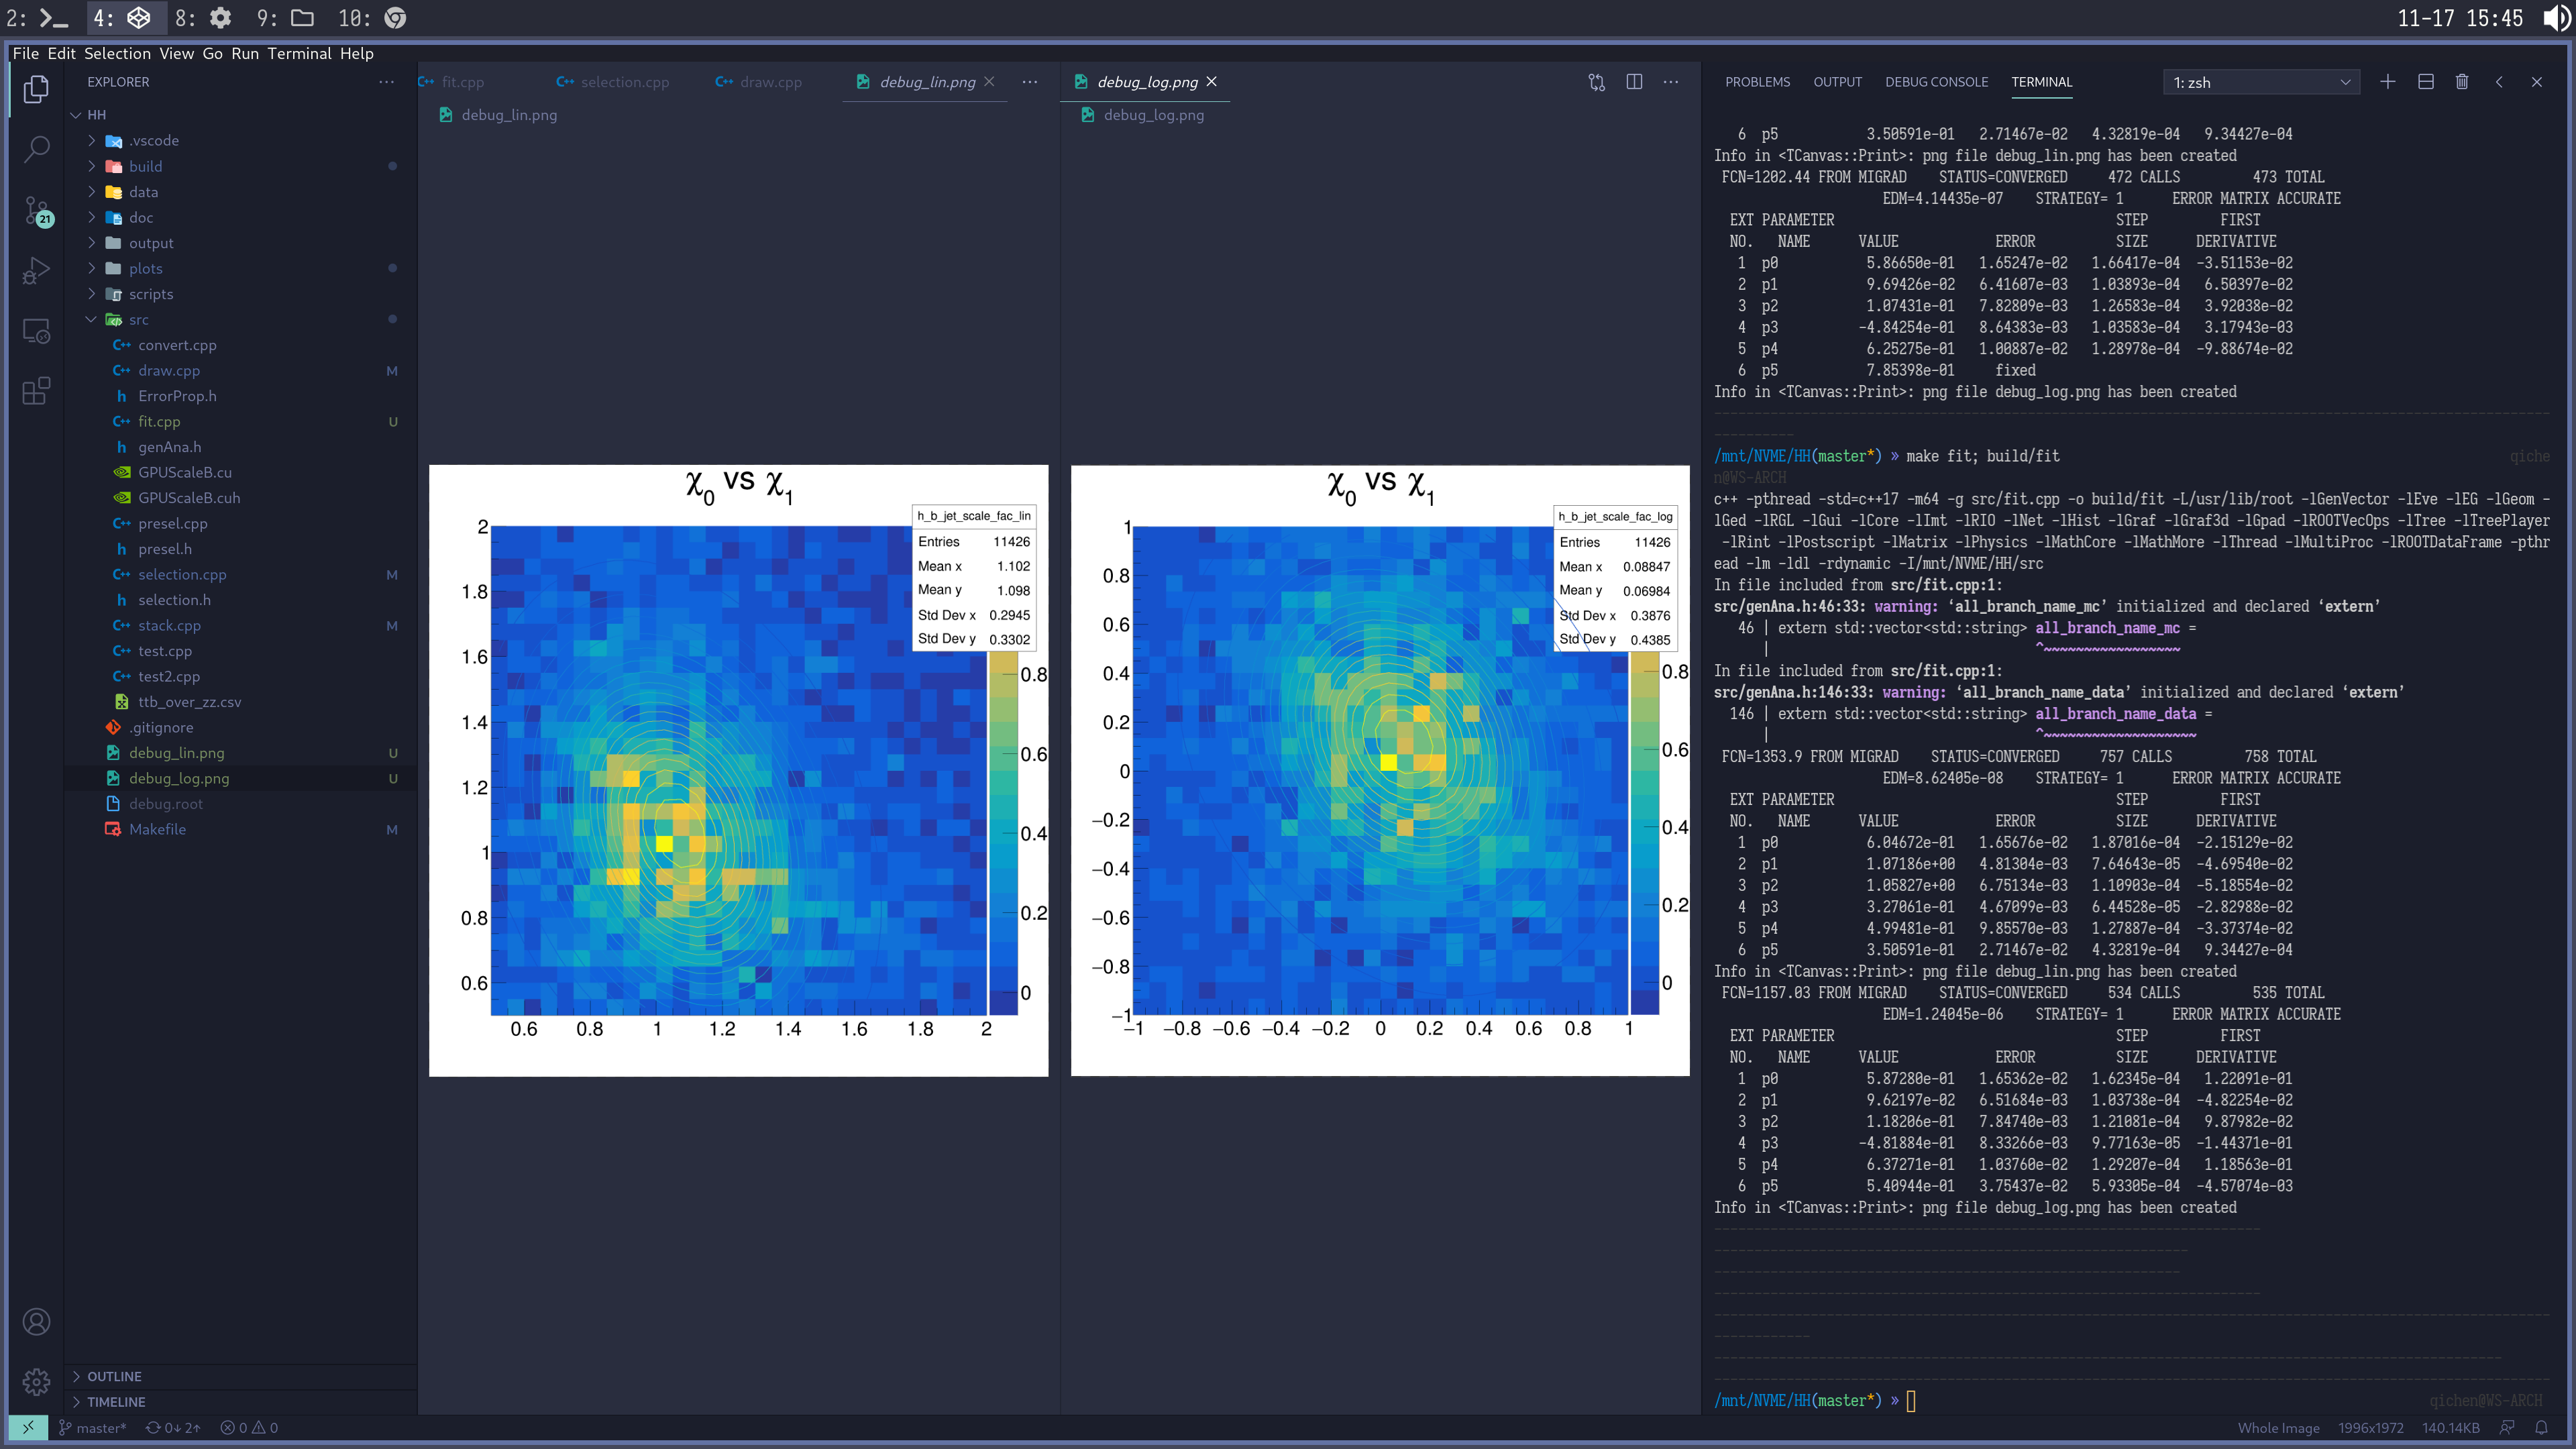 2:
4:
8:
9:
10:
11-17 15:45
File Edit Selection View Go Run Terminal Help
EXPLORER
HH
.vscode
build
data
doc
output
plots
scripts
src
convert.cpp
draw.cpp M
ErrorProp.h
fit.cpp U
genAna.h
GPUScaleB.cu
GPUScaleB.cuh
presel.cpp
presel.h
selection.cpp M
selection.h
stack.cpp M
test.cpp
test2.cpp
ttb_over_zz.csv
.gitignore
debug_lin.png U
debug_log.png U
debug.root
Makefile M
OUTLINE
TIMELINE
21
fit.cpp selection.cpp draw.cpp debug_lin.png
debug_lin.png
χ0 vs χ1
h_b_jet_scale_fac_lin
Entries 11426
Mean x 1.102
Mean y 1.098
Std Dev x 0.2945
Std Dev y 0.3302
2
1.8
1.6
1.4
1.2
1
0.8
0.6
0.6 0.8 1 1.2 1.4 1.6 1.8 2
0.8
0.6
0.4
0.2
0
debug_log.png
debug_log.png
χ0 vs χ1
h_b_jet_scale_fac_log
Entries 11426
Mean x 0.08847
Mean y 0.06984
Std Dev x 0.3876
Std Dev y 0.4385
1
0.8
0.6
0.4
0.2
0
−0.2
−0.4
−0.6
−0.8
−1
−1 −0.8 −0.6 −0.4 −0.2 0 0.2 0.4 0.6 0.8 1
0.8
0.6
0.4
0.2
0
PROBLEMS OUTPUT DEBUG CONSOLE TERMINAL 1: zsh
6 p5 3.50591e-01 2.71467e-02 4.32819e-04 9.34427e-04
Info in <TCanvas::Print>: png file debug_lin.png has been created
FCN=1202.44 FROM MIGRAD STATUS=CONVERGED 472 CALLS 473 TOTAL
EDM=4.14435e-07 STRATEGY= 1 ERROR MATRIX ACCURATE
EXT PARAMETER STEP FIRST
NO. NAME VALUE ERROR SIZE DERIVATIVE
1 p0 5.86650e-01 1.65247e-02 1.66417e-04 -3.51153e-02
2 p1 9.69426e-02 6.41607e-03 1.03893e-04 6.50397e-02
3 p2 1.07431e-01 7.82809e-03 1.26583e-04 3.92038e-02
4 p3 -4.84254e-01 8.64383e-03 1.03583e-04 3.17943e-03
5 p4 6.25275e-01 1.00887e-02 1.28978e-04 -9.88674e-02
6 p5 7.85398e-01 fixed
Info in <TCanvas::Print>: png file debug_log.png has been created
/mnt/NVME/HH(master*) » make fit; build/fit qiche
n@WS-ARCH
c++ -pthread -std=c++17 -m64 -g src/fit.cpp -o build/fit -L/usr/lib/root -lGenVector -lEve -lEG -lGeom -
lGed -lRGL -lGui -lCore -lImt -lRIO -lNet -lHist -lGraf -lGraf3d -lGpad -lROOTVecOps -lTree -lTreePlayer
-lRint -lPostscript -lMatrix -lPhysics -lMathCore -lMathMore -lThread -lMultiProc -lROOTDataFrame -pthr
ead -lm -ldl -rdynamic -I/mnt/NVME/HH/src
In file included from src/fit.cpp:1:
src/genAna.h:46:33: warning: ‘all_branch_name_mc’ initialized and declared ‘extern’
46 | extern std::vector<std::string> all_branch_name_mc =
| ^~~~~~~~~~~~~~~~~~
In file included from src/fit.cpp:1:
src/genAna.h:146:33: warning: ‘all_branch_name_data’ initialized and declared ‘extern’
146 | extern std::vector<std::string> all_branch_name_data =
| ^~~~~~~~~~~~~~~~~~~~
FCN=1353.9 FROM MIGRAD STATUS=CONVERGED 757 CALLS 758 TOTAL
EDM=8.62405e-08 STRATEGY= 1 ERROR MATRIX ACCURATE
EXT PARAMETER STEP FIRST
NO. NAME VALUE ERROR SIZE DERIVATIVE
1 p0 6.04672e-01 1.65676e-02 1.87016e-04 -2.15129e-02
2 p1 1.07186e+00 4.81304e-03 7.64643e-05 -4.69540e-02
3 p2 1.05827e+00 6.75134e-03 1.10903e-04 -5.18554e-02
4 p3 3.27061e-01 4.67099e-03 6.44528e-05 -2.82988e-02
5 p4 4.99481e-01 9.85570e-03 1.27887e-04 -3.37374e-02
6 p5 3.50591e-01 2.71467e-02 4.32819e-04 9.34427e-04
Info in <TCanvas::Print>: png file debug_lin.png has been created
FCN=1157.03 FROM MIGRAD STATUS=CONVERGED 534 CALLS 535 TOTAL
EDM=1.24045e-06 STRATEGY= 1 ERROR MATRIX ACCURATE
EXT PARAMETER STEP FIRST
NO. NAME VALUE ERROR SIZE DERIVATIVE
1 p0 5.87280e-01 1.65362e-02 1.62345e-04 1.22091e-01
2 p1 9.62197e-02 6.51684e-03 1.03738e-04 -4.82254e-02
3 p2 1.18206e-01 7.84740e-03 1.21081e-04 9.87982e-02
4 p3 -4.81884e-01 8.33266e-03 9.77163e-05 -1.44371e-01
5 p4 6.37271e-01 1.03760e-02 1.29207e-04 1.18563e-01
6 p5 5.40944e-01 3.75437e-02 5.93305e-04 -4.57074e-03
Info in <TCanvas::Print>: png file debug_log.png has been created
/mnt/NVME/HH(master*) » qichen@WS-ARCH
master* 0↓ 2↑ 0 0
Whole Image 1996x1972 140.14KB